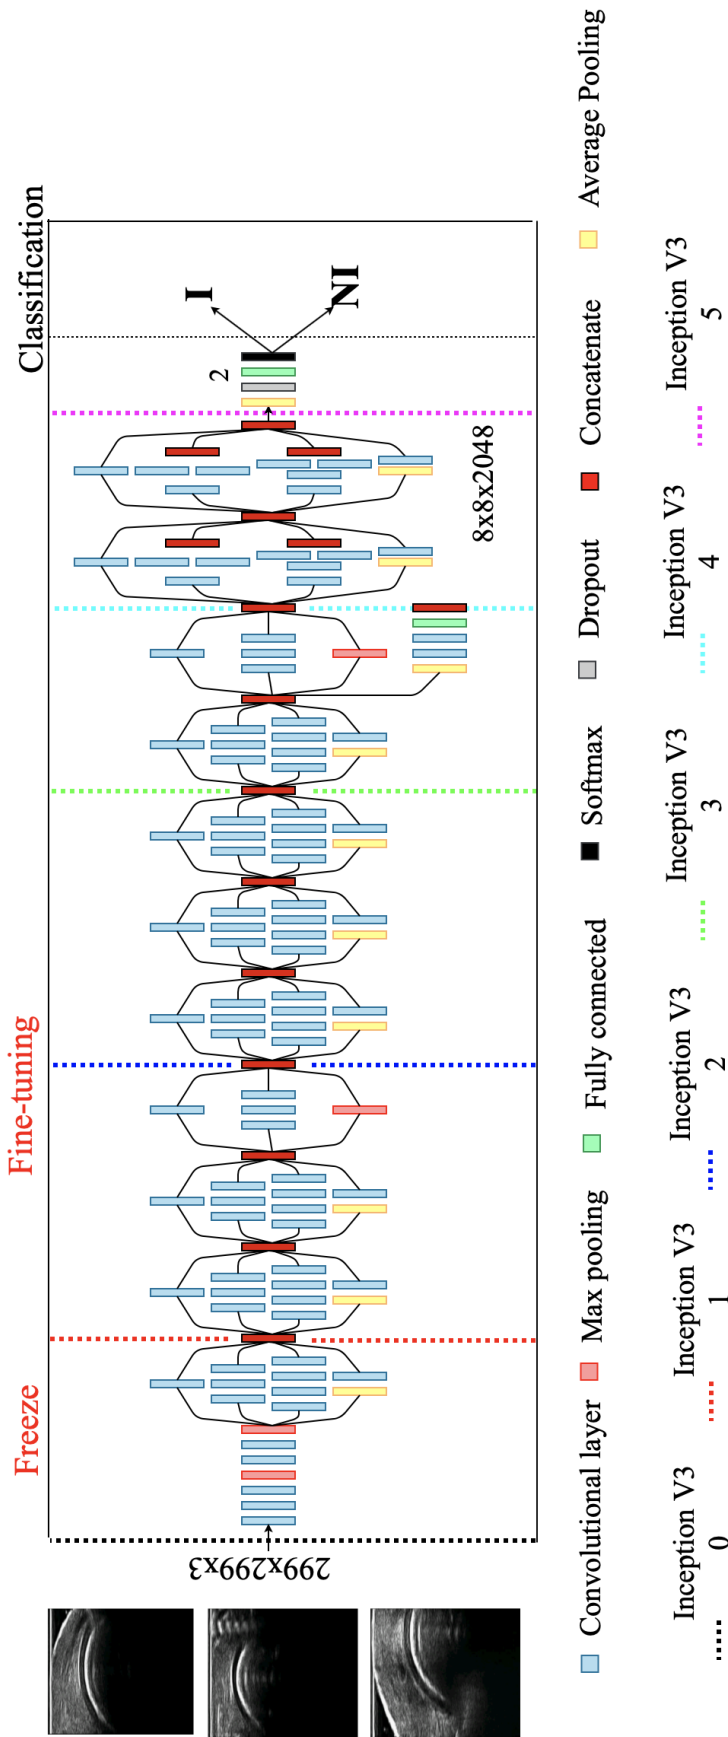 Freeze
Fine-tuning
Classification
299x299x3
8x8x2048
2
I
NI
Convolutional layer
Max pooling
Fully connected
Softmax
Dropout
Concatenate
Average Pooling
Inception V3
0
Inception V3
1
Inception V3
2
Inception V3
3
Inception V3
4
Inception V3
5